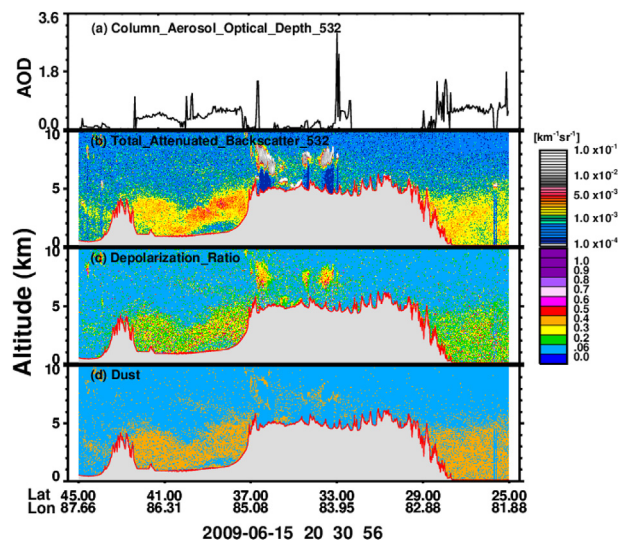 3.6
(a) Column_Aerosol_Optical_Depth_532
AOD
1.8
0.0
[km⁻¹sr⁻¹]
10
(b) Total_Attenuated_Backscatter_532
1.0 x10⁻¹
1.0 x10⁻²
5
5.0 x10⁻³
1.0 x10⁻³
0
1.0 x10⁻⁴
Altitude (km)
10
(c) Depolarization_Ratio
1.0
0.9
0.8
0.7
5
0.6
0.5
0.4
0.3
0.2
0.1
.06
0
0.0
10
(d) Dust
5
0
Lat 45.00 41.00 37.00 33.00 29.00 25.00
Lon 87.66 86.31 85.08 83.95 82.88 81.88
2009-06-15 20 30 56